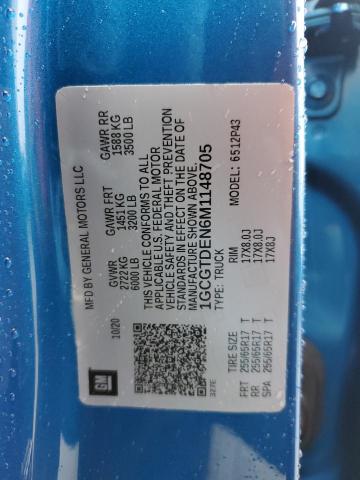 MFD BY GENERAL MOTORS LLC
10/20
GVWR
2722 KG
6000 LB
GAWR FRT
1451 KG
3200 LB
GAWR RR
1588 KG
3500 LB
THIS VEHICLE CONFORMS TO ALL
APPLICABLE U.S. FEDERAL MOTOR
VEHICLE SAFETY AND THEFT PREVENTION
STANDARDS IN EFFECT ON THE DATE OF
MANUFACTURE SHOWN ABOVE.
1GCGTDEN6M1148705
TYPE: TRUCK
MODEL: 6512P43
TIRE SIZE RIM
FRT 255/65R17 T 17X8.0J
RIR 255/65R17 T 17X8.0J
SPA 255/65R17 T 17X8J
GM
327E